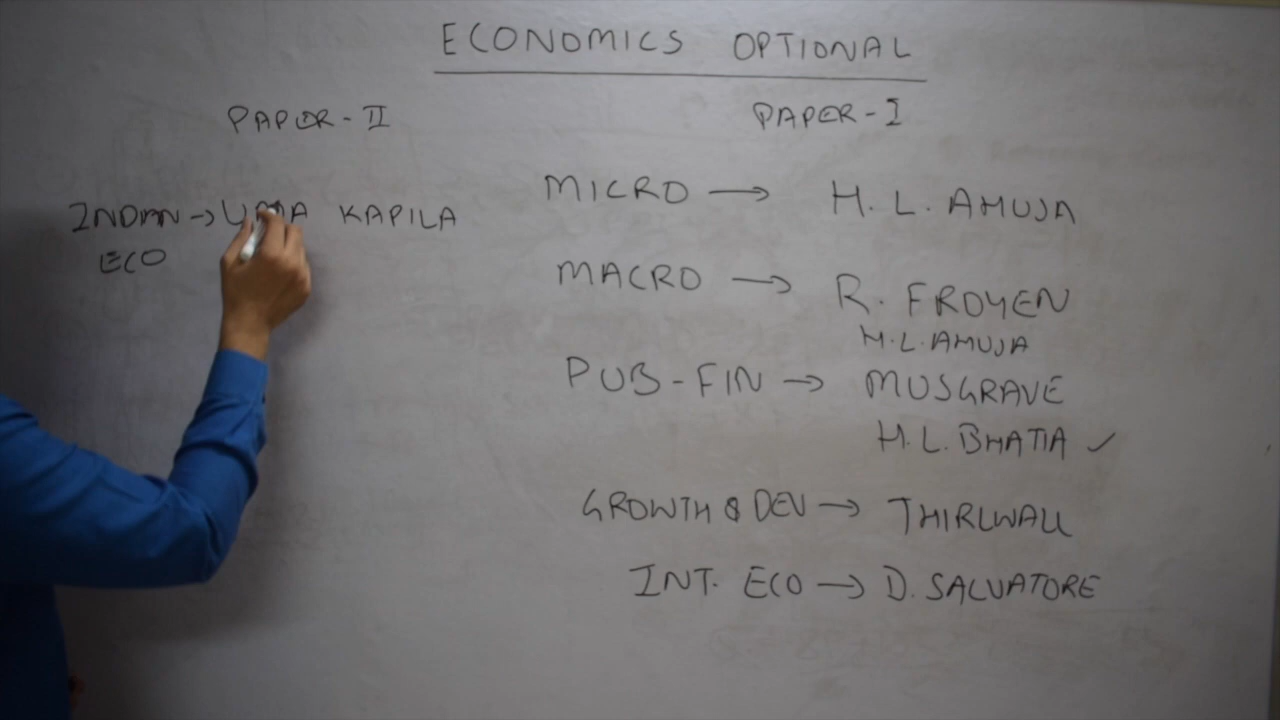 ECONOMICS OPTIONAL
PAPER-II
INDIAN → UMA KAPILA
ECO
PAPER-I
MICRO → H. L. AHUJA
MACRO → R. FROYEN
H.L. AHUJA
PUB-FIN → MUSGRAVE
H.L. BHATIA ✓
GROWTH & DEV → THIRLWALL
INT. ECO → D. SALVATORE